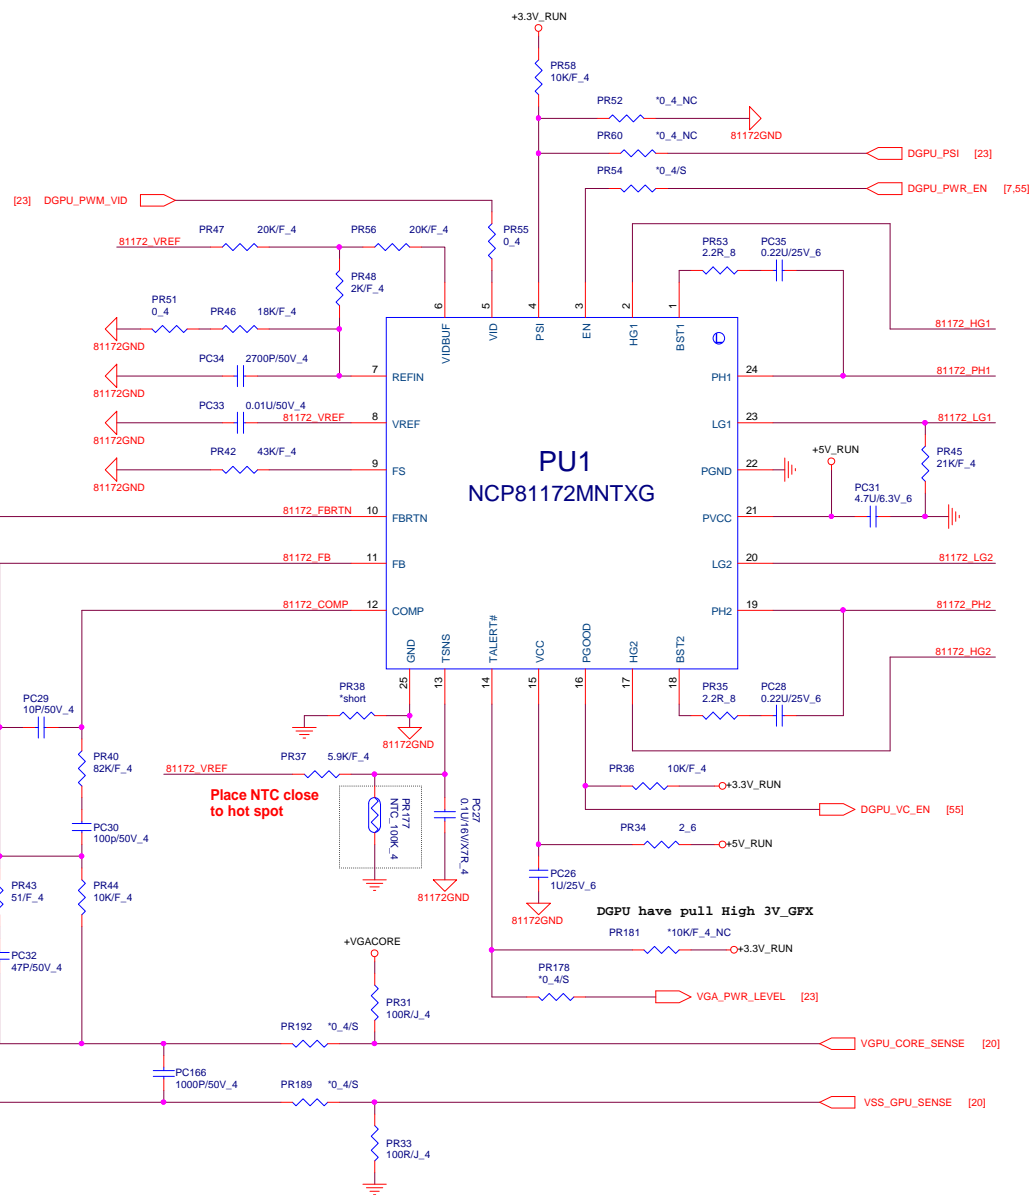 +3.3V_RUN
PR58
10K/F_4
PR52 *0_4_NC
81172GND
PR60 *0_4_NC
DGPU_PSI [23]
PR54 *0_4/S
DGPU_PWR_EN [7,55]
[23] DGPU_PWM_VID
PR47 20K/F_4
PR56 20K/F_4
81172_VREF
PR55
0_4
PR53
2.2R_8
PC35
0.22U/25V_6
PR48
2K/F_4
PR51
0_4
PR46 18K/F_4
81172GND
6 5 4 3 2 1
VIDBUF VID PSI EN HG1 BST1
81172_HG1
PC34 2700P/50V_4
7 REFIN
PH1 24
81172_PH1
81172GND
PC33 0.01U/50V_4
81172_VREF
8 VREF
LG1 23
81172_LG1
81172GND
PR42 43K/F_4
9 FS
PU1
NCP81172MNTXG
PGND 22
+5V_RUN
PR45
21K/F_4
81172GND
PC31
4.7U/6.3V_6
81172_FBRTN 10 FBRTN
PVCC 21
81172_FB 11 FB
LG2 20
81172_LG2
81172_COMP 12 COMP
PH2 19
81172_PH2
81172_HG2
GND TSNS TALERT# VCC PGOOD HG2 BST2
25 13 14 15 16 17 18
PR38
*short
81172GND
PR35
2.2R_8
PC28
0.22U/25V_6
PC29
10P/50V_4
PR40
82K/F_4
PC30
100p/50V_4
PR43
51/F_4
PR44
10K/F_4
PC32
47P/50V_4
81172_VREF
PR37 5.9K/F_4
Place NTC close
to hot spot
PR177
NTC_100K_4
PC27
0.1U/16V/X7R_4
81172GND
PR36 10K/F_4
+3.3V_RUN
DGPU_VC_EN [55]
PR34 2_6
+5V_RUN
PC26
1U/25V_6
81172GND
DGPU have pull High 3V_GFX
PR181 *10K/F_4_NC
+3.3V_RUN
PR178
*0_4/S
VGA_PWR_LEVEL [23]
+VGACORE
PR31
100R/J_4
PR192 *0_4/S
VGPU_CORE_SENSE [20]
PC166
1000P/50V_4
PR189 *0_4/S
VSS_GPU_SENSE [20]
PR33
100R/J_4